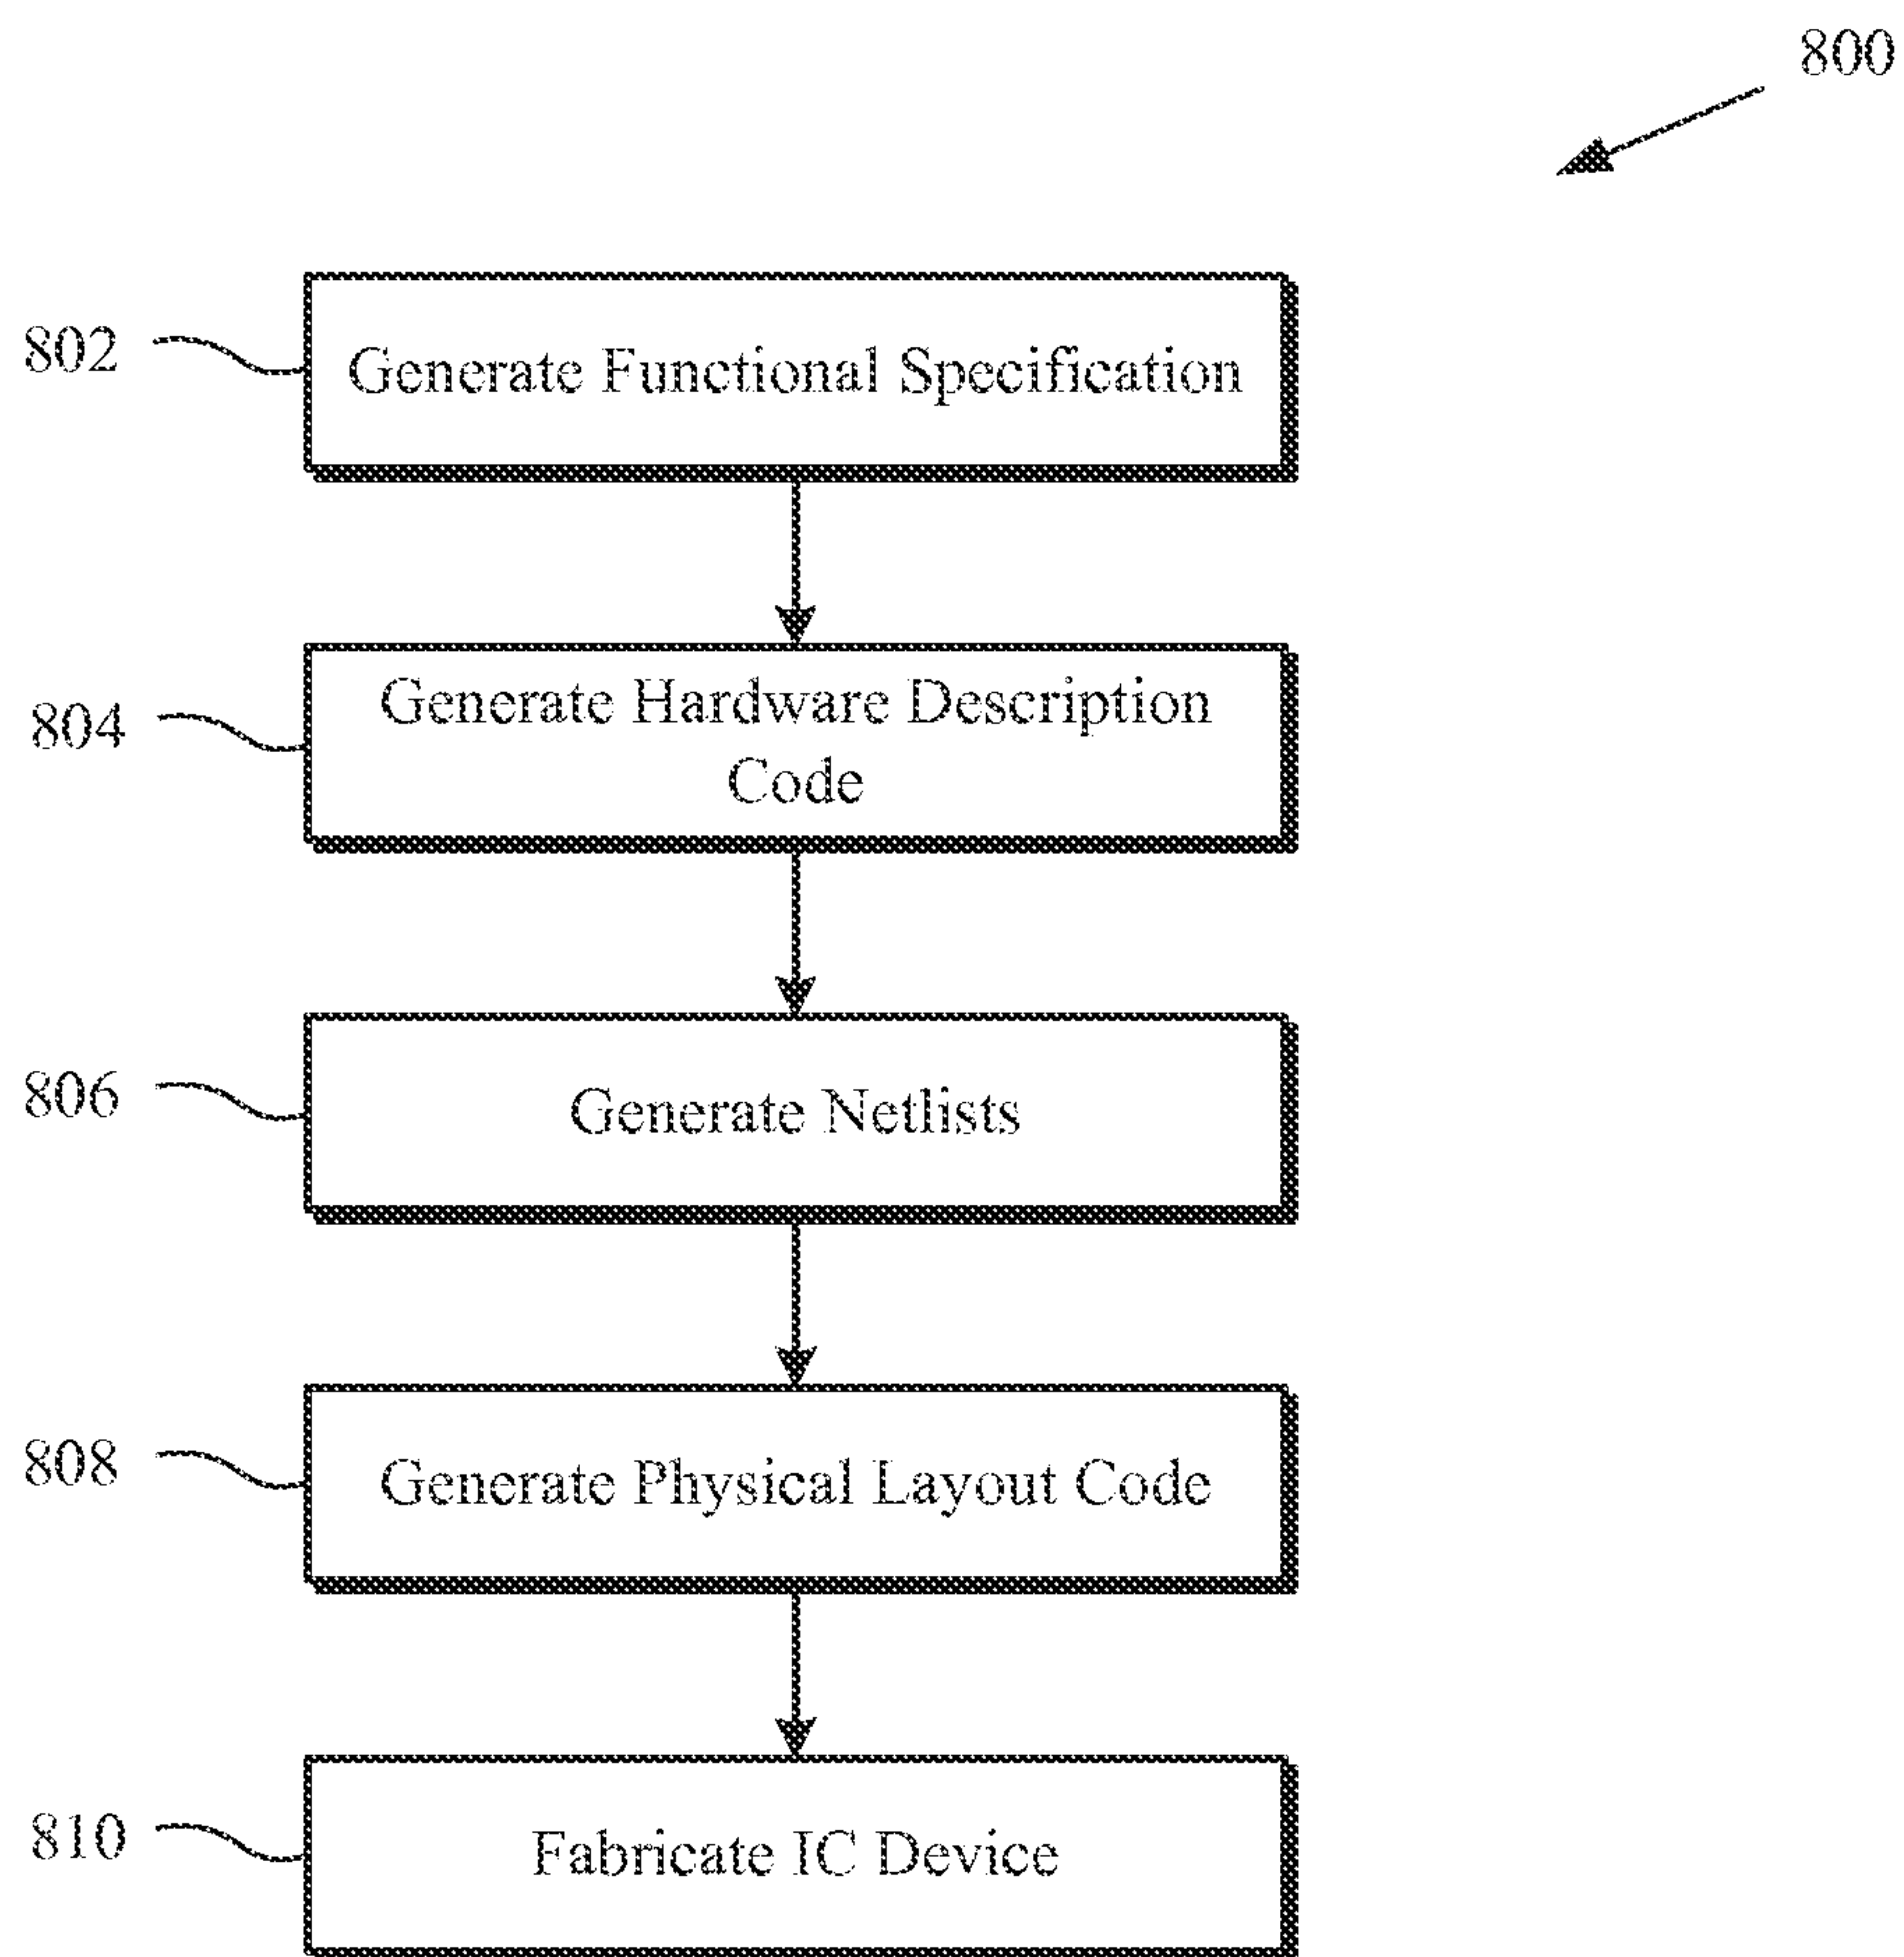 800
802
Generate Functional Specification
804
Generate Hardware Description
Code
806
Generate Netlists
808
Generate Physical Layout Code
810
Fabricate IC Device